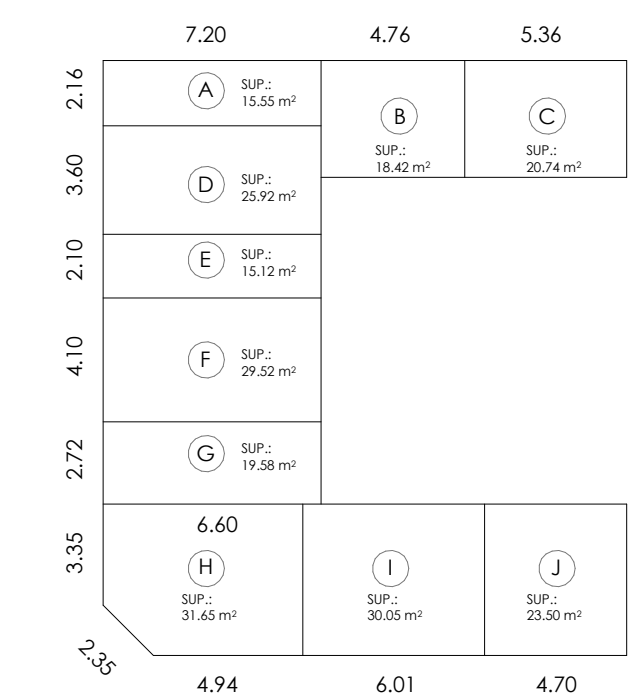 7.20 4.76 5.36
2.16
A
SUP.:
15.55 m²
B
SUP.:
18.42 m²
C
SUP.:
20.74 m²
3.60
D
SUP.:
25.92 m²
2.10
E
SUP.:
15.12 m²
4.10
F
SUP.:
29.52 m²
2.72
G
SUP.:
19.58 m²
3.35
6.60
H
SUP.:
31.65 m²
I
SUP.:
30.05 m²
J
SUP.:
23.50 m²
2.35
4.94 6.01 4.70